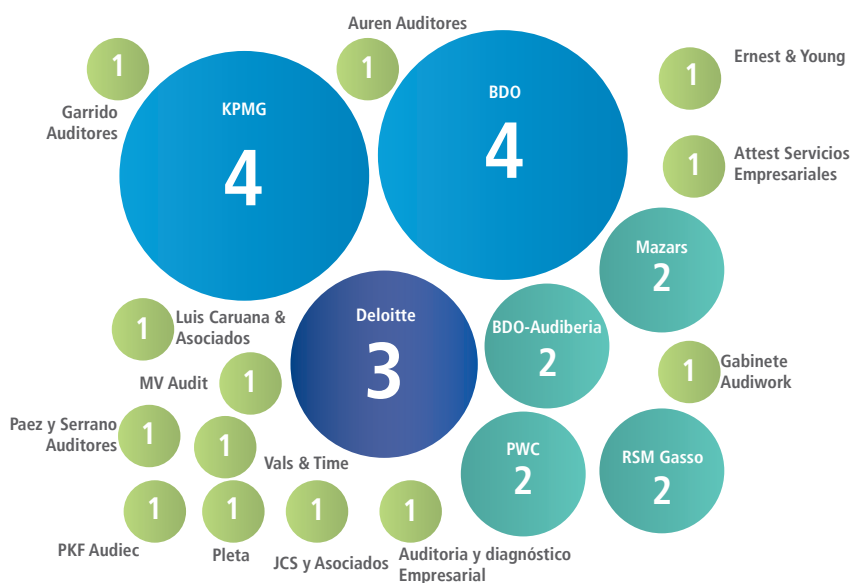 Auren Auditores
1
Garrido
Auditores
KPMG
4
1
BDO
4
1
Ernest & Young
1
Attest Servicios
Empresariales
Mazars
2
1
Luis Caruana &
Asociados
Deloitte
3
BDO-Audiberia
2
1
Gabinete
Audiwork
MV Audit
1
Paez y Serrano
Auditores
1
1
Vals & Time
PWC
2
RSM Gasso
2
1
PKF Audiec
1
Pleta
1
JCS y Asociados
1
Auditoria y diagnóstico
Empresarial